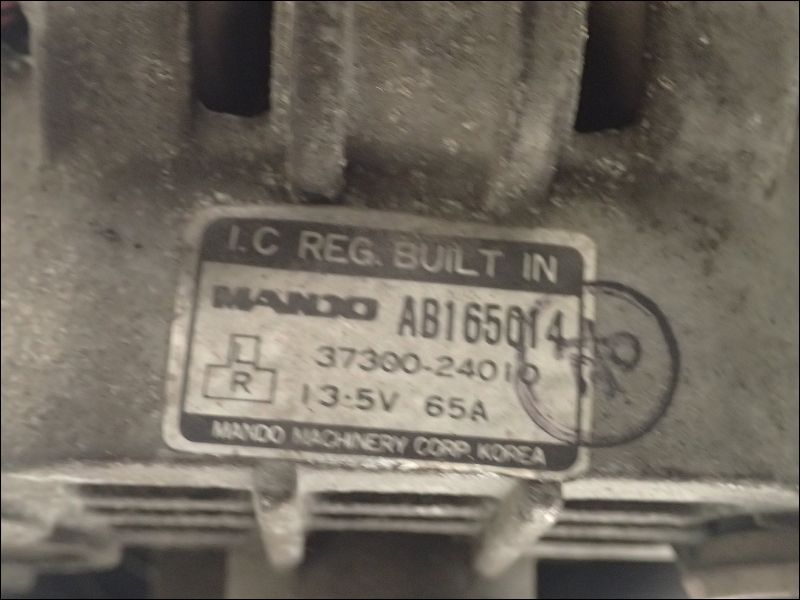 I.C REG. BUILT IN
MANDO AB165014
37300-24010
R
13.5V 65A
MANDO MACHINERY CORP. KOREA